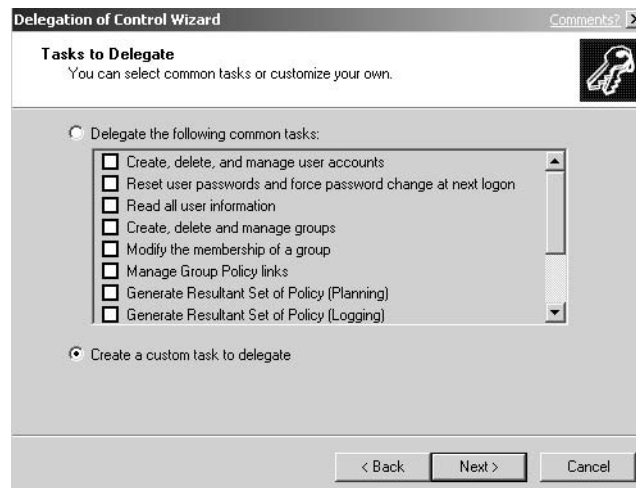 Delegation of Control Wizard Comments?
Tasks to Delegate
You can select common tasks or customize your own.
Delegate the following common tasks:
Create, delete, and manage user accounts
Reset user passwords and force password change at next logon
Read all user information
Create, delete and manage groups
Modify the membership of a group
Manage Group Policy links
Generate Resultant Set of Policy (Planning)
Generate Resultant Set of Policy (Logging)
Create a custom task to delegate
< Back Next > Cancel